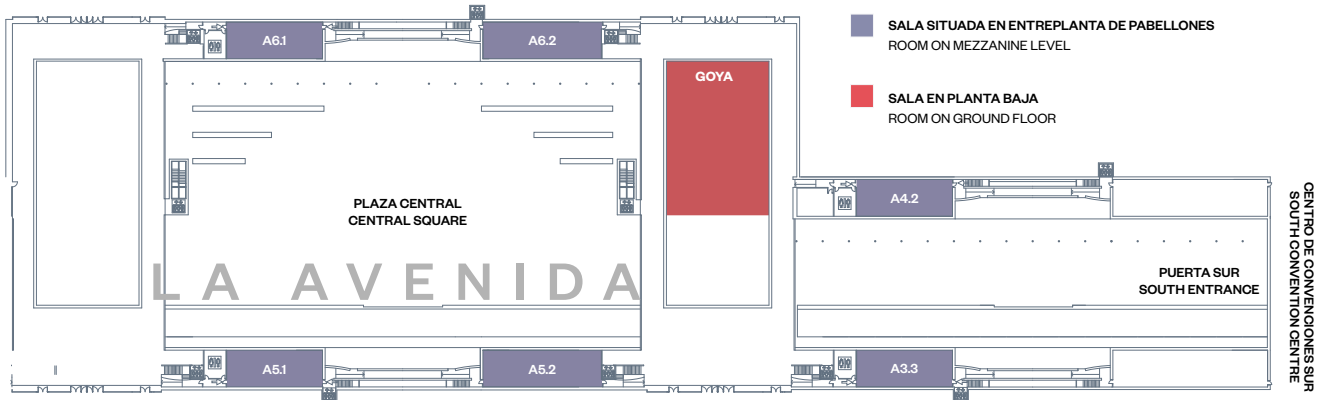 A6.1
A6.2
GOYA
SALA SITUADA EN ENTREPLANTA DE PABELLONES
ROOM ON MEZZANINE LEVEL
SALA EN PLANTA BAJA
ROOM ON GROUND FLOOR
PLAZA CENTRAL
CENTRAL SQUARE
A4.2
LA AVENIDA
PUERTA SUR
SOUTH ENTRANCE
CENTRO DE CONVENCIONES SUR
SOUTH CONVENTION CENTRE
A5.1
A5.2
A3.3